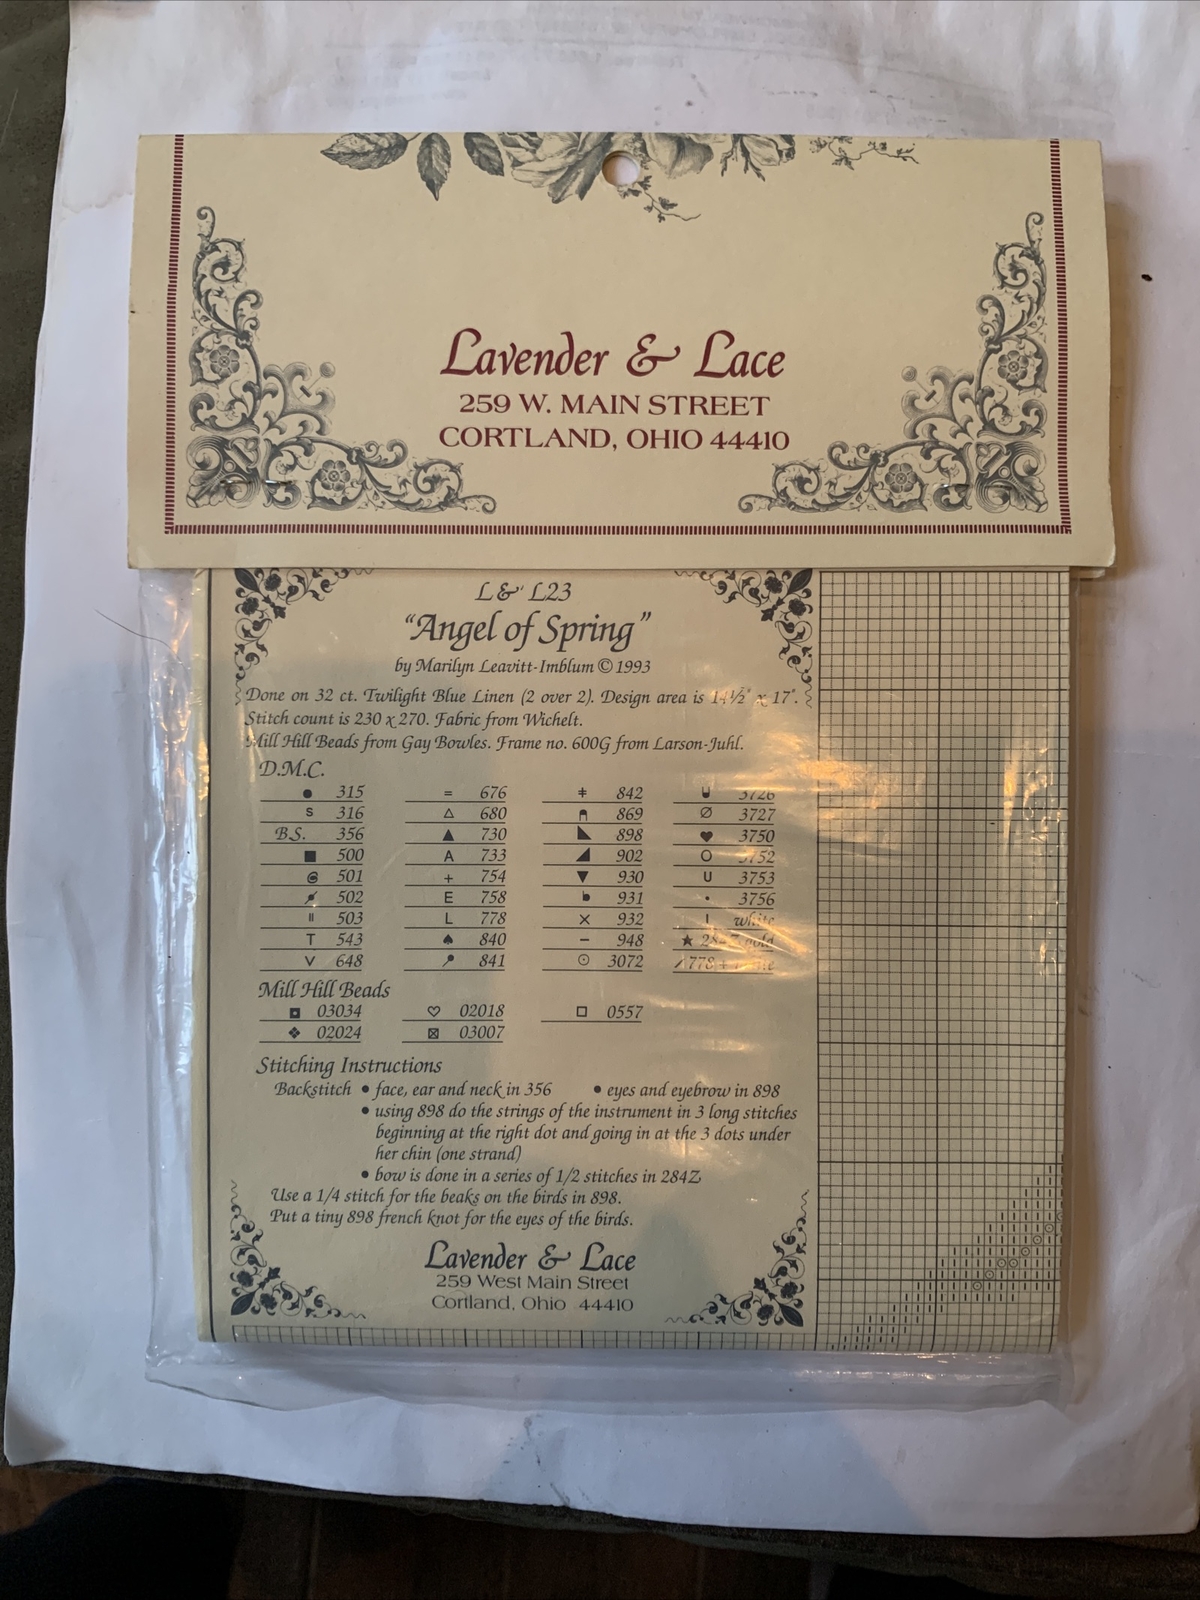 Lavender & Lace
259 W. MAIN STREET
CORTLAND, OHIO 44410
L & L23
"Angel of Spring"
by Marilyn Leavitt-Imblum © 1993
Done on 32 ct. Twilight Blue Linen (2 over 2). Design area is 14½" x 17".
Stitch count is 230 x 270. Fabric from Wichelt.
Mill Hill Beads from Gay Bowles. Frame no. 600G from Larson-Juhl.
D.M.C.
● 315 = 676 ǂ 842 3726
S 316 △ 680 869 ∅ 3727
B.S. 356 ▲ 730 ◣ 898 ♥ 3750
■ 500 A 733 ◢ 902 O 3752
501 + 754 ▼ 930 U 3753
502 E 758 931 • 3756
॥ 503 L 778 × 932 I white
T 543 ♠ 840 – 948 ★ gold
V 648 841 ⊙ 3072 / 778 +
Mill Hill Beads
◘ 03034 ♡ 02018 □ 0557
❖ 02024 ⊠ 03007
Stitching Instructions
Backstitch • face, ear and neck in 356 • eyes and eyebrow in 898
• using 898 do the strings of the instrument in 3 long stitches
beginning at the right dot and going in at the 3 dots under
her chin (one strand)
• bow is done in a series of 1/2 stitches in 284Z
Use a 1/4 stitch for the beaks on the birds in 898.
Put a tiny 898 french knot for the eyes of the birds.
Lavender & Lace
259 West Main Street
Cortland, Ohio 44410